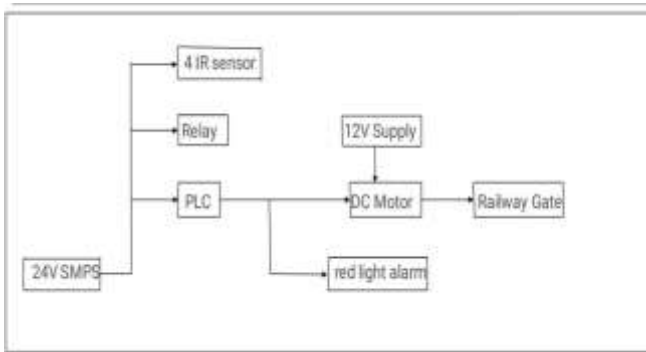 4 IR sensor
Relay
12V Supply
PLC
DC Motor
Railway Gate
24V SMPS
red light alarm